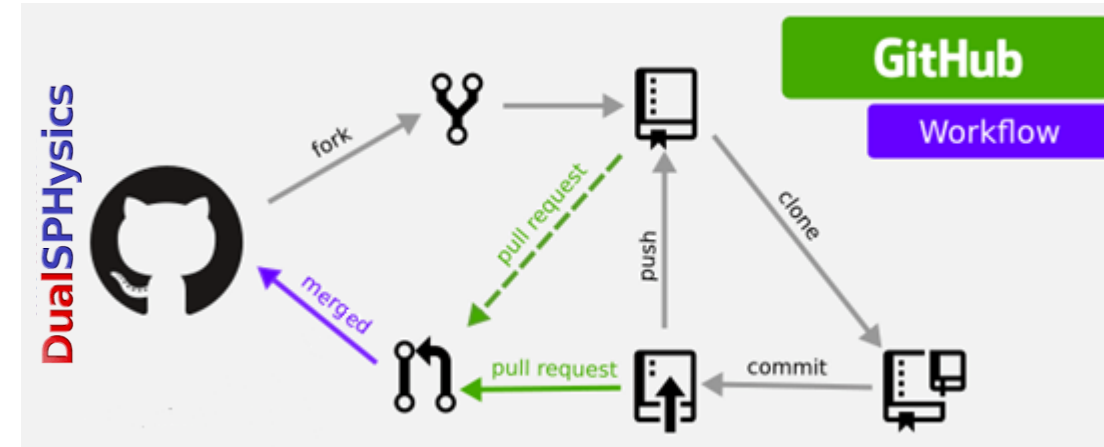 DualSPHysics
GitHub
Workflow
fork
clone
pull request
push
merged
pull request
commit